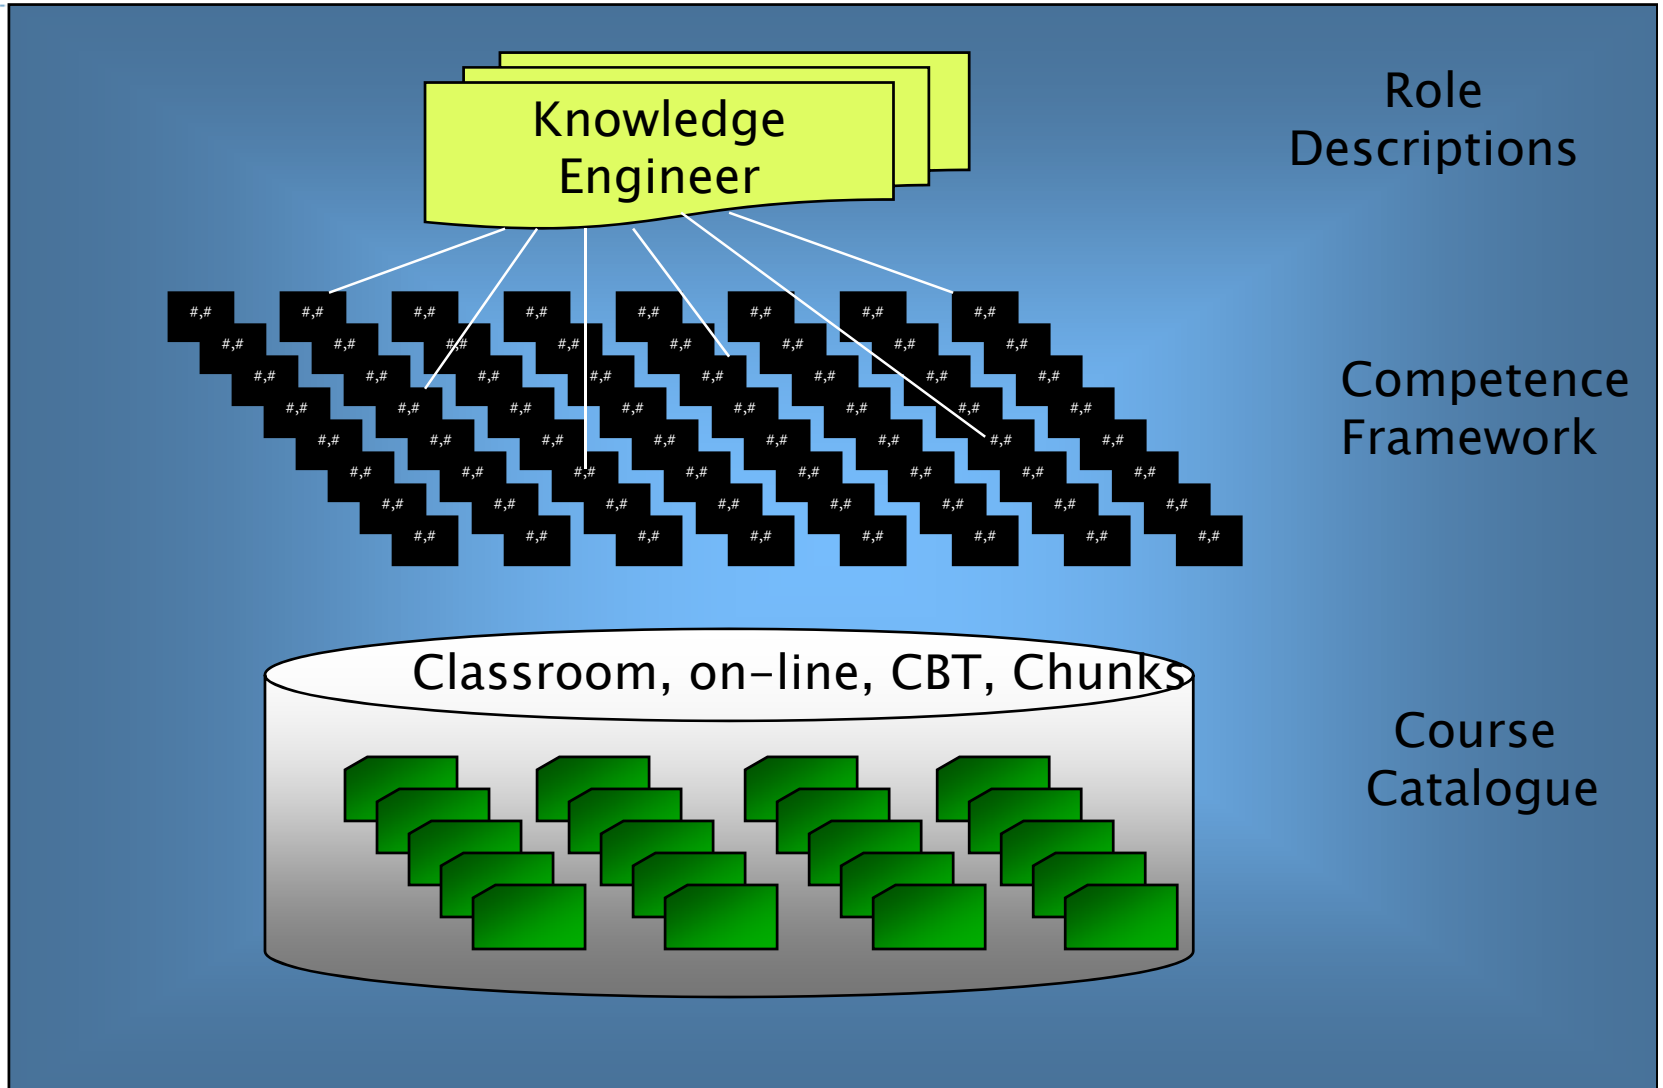 Knowledge
Engineer
Role
Descriptions
#,# #,# #,# #,# #,# #,# #,# #,#
#,# #,# #,# #,# #,# #,# #,# #,#
#,# #,# #,# #,# #,# #,# #,# #,#
#,# #,# #,# #,# #,# #,# #,# #,#
#,# #,# #,# #,# #,# #,# #,# #,#
#,# #,# #,# #,# #,# #,# #,# #,#
#,# #,# #,# #,# #,# #,# #,# #,#
#,# #,# #,# #,# #,# #,# #,# #,#
Competence
Framework
Classroom, on-line, CBT, Chunks
Course
Catalogue